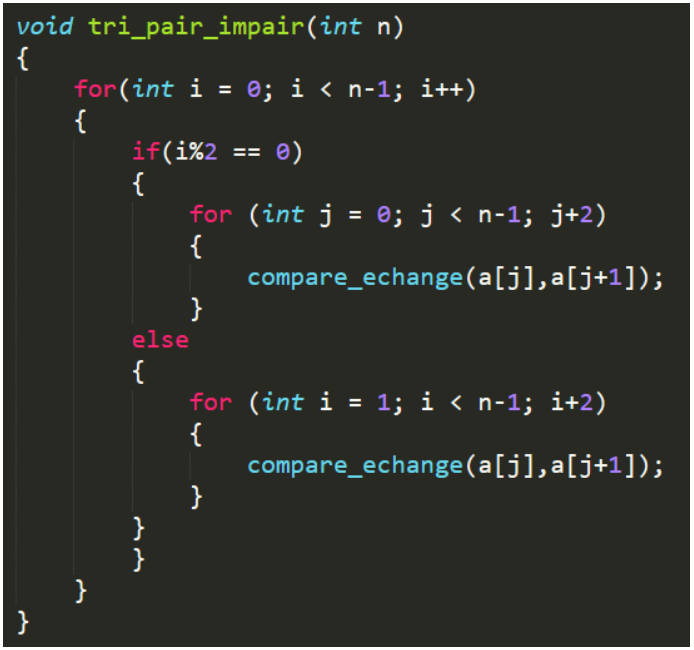 void tri_pair_impair(int n)
{
    for(int i = 0; i < n-1; i++)
    {
        if(i%2 == 0)
        {
            for (int j = 0; j < n-1; j+2)
            {
                compare_echange(a[j],a[j+1]);
            }
        else
        {
            for (int i = 1; i < n-1; i+2)
            {
                compare_echange(a[j],a[j+1]);
            }
        }
        }
    }
}